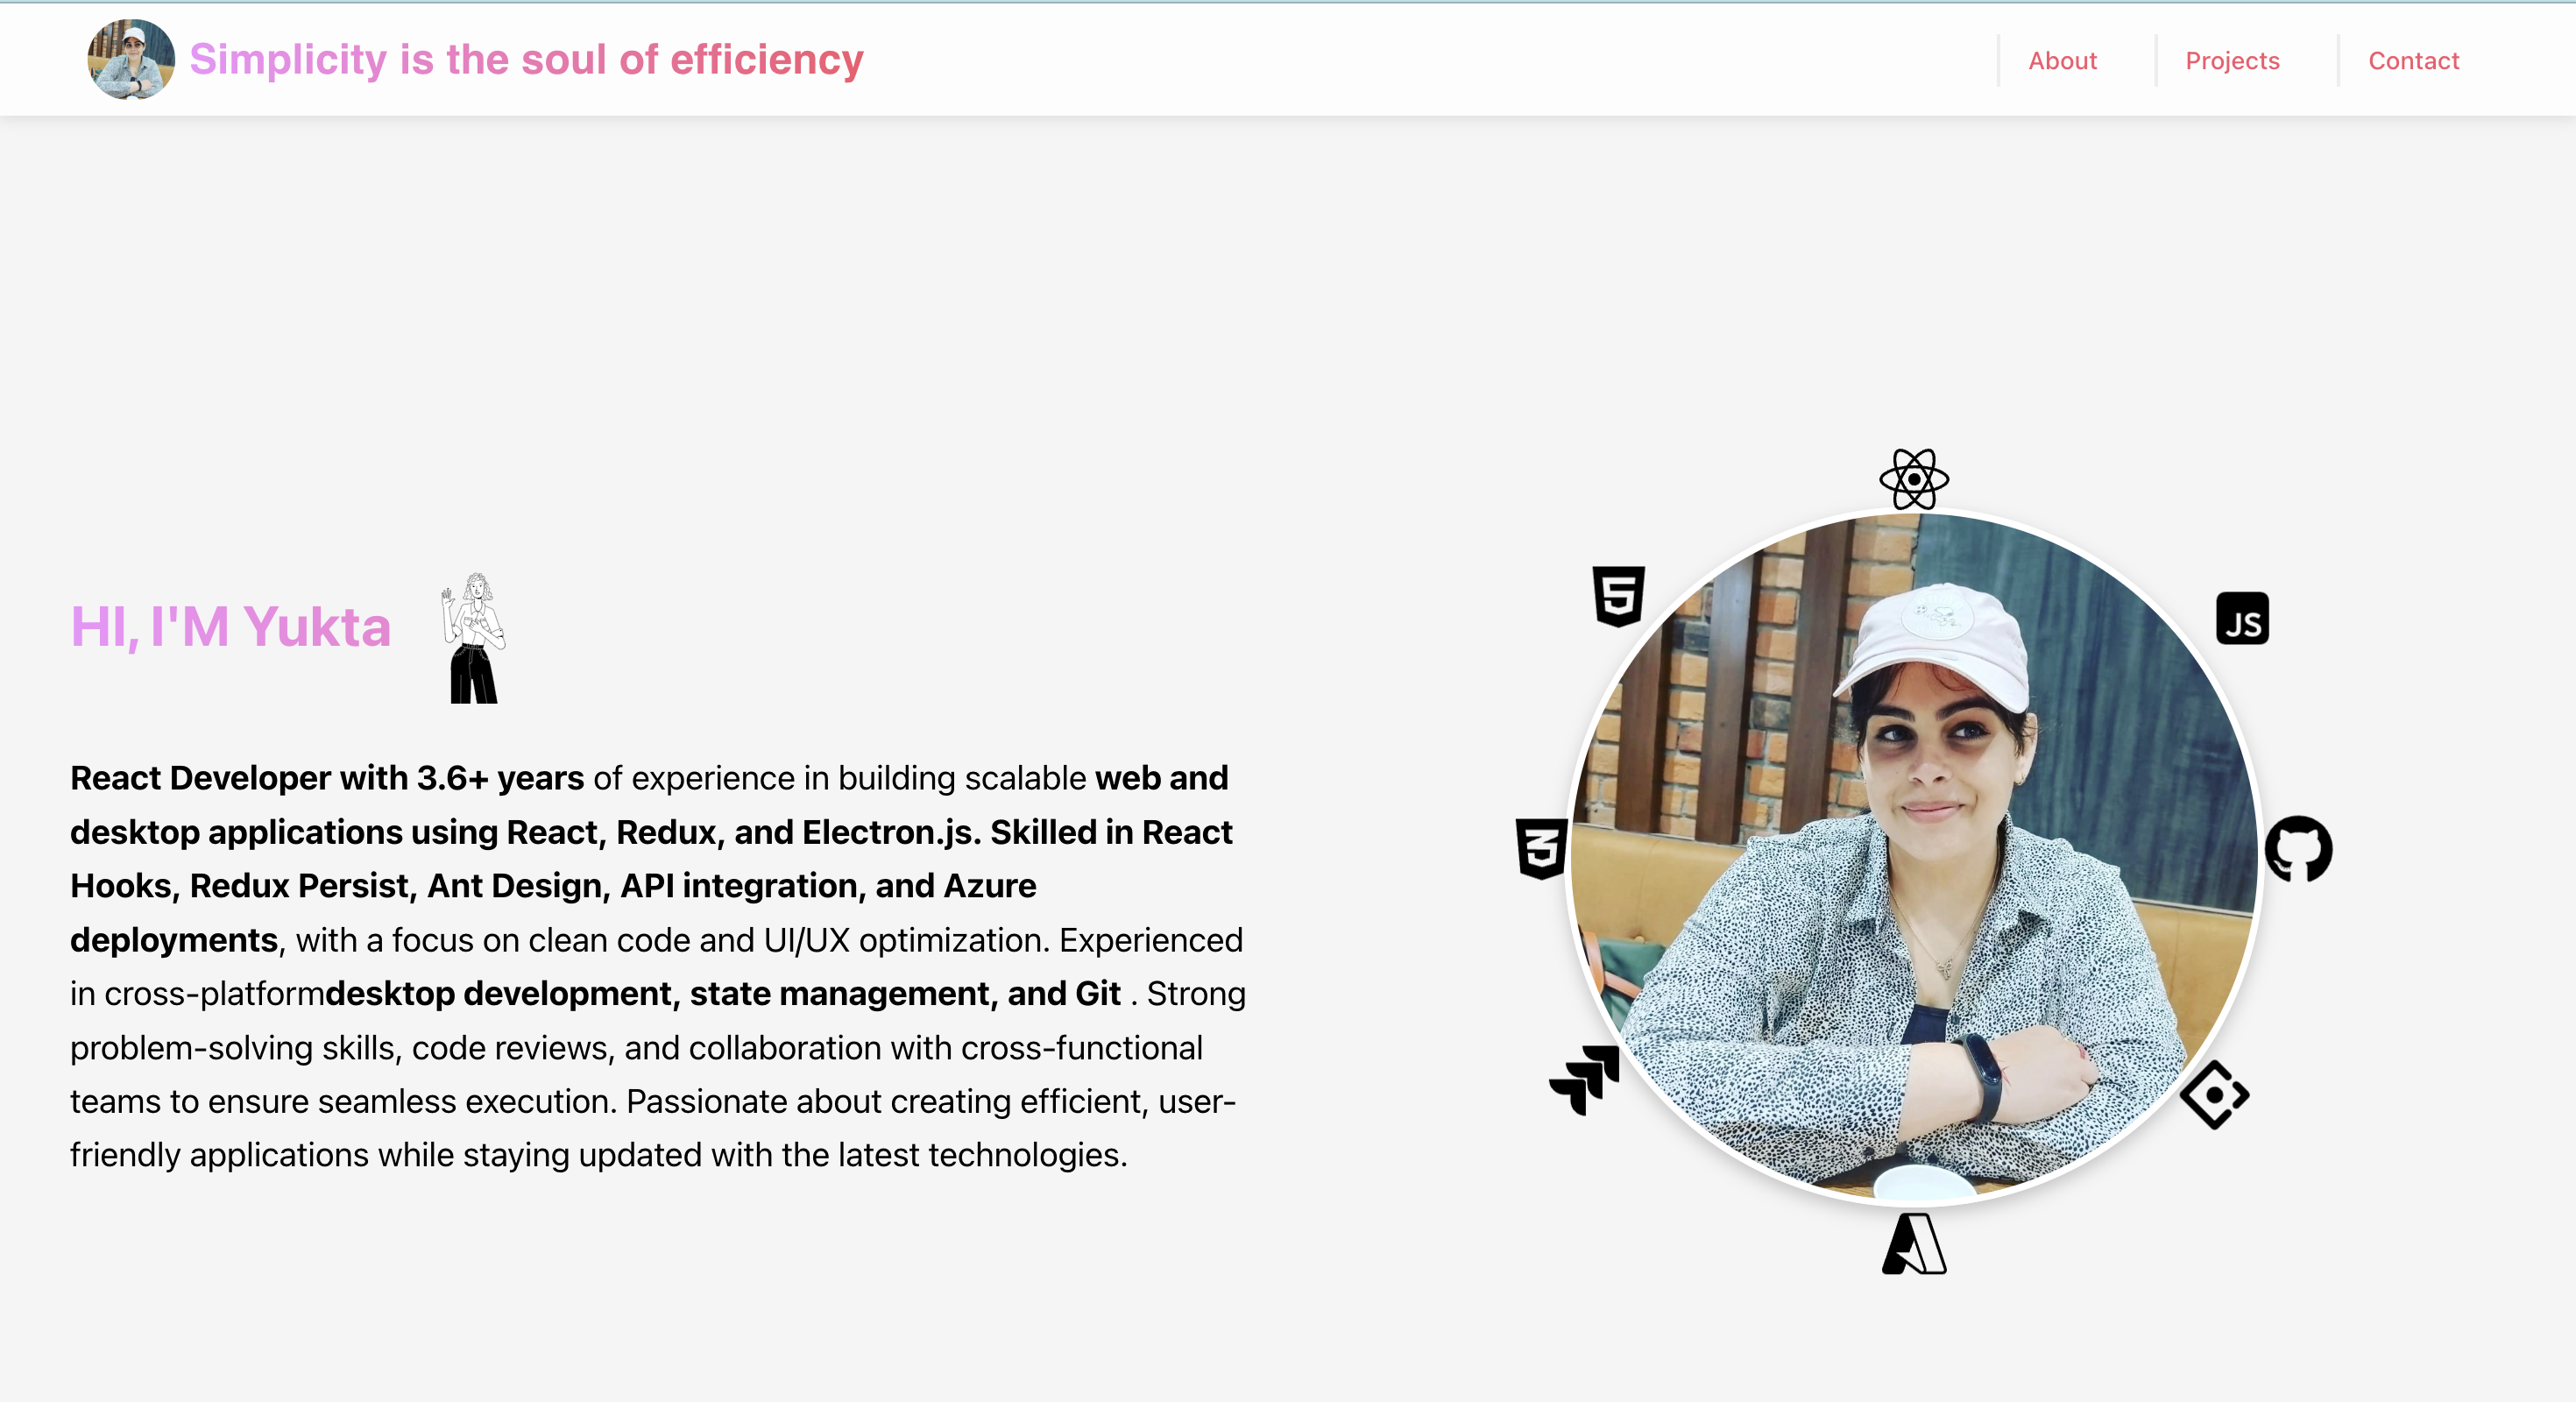 Simplicity is the soul of efficiency
About
Projects
Contact
HI, I'M Yukta
React Developer with 3.6+ years of experience in building scalable web and
desktop applications using React, Redux, and Electron.js. Skilled in React
Hooks, Redux Persist, Ant Design, API integration, and Azure
deployments, with a focus on clean code and UI/UX optimization. Experienced
in cross-platformdesktop development, state management, and Git . Strong
problem-solving skills, code reviews, and collaboration with cross-functional
teams to ensure seamless execution. Passionate about creating efficient, user-
friendly applications while staying updated with the latest technologies.
5
JS
3